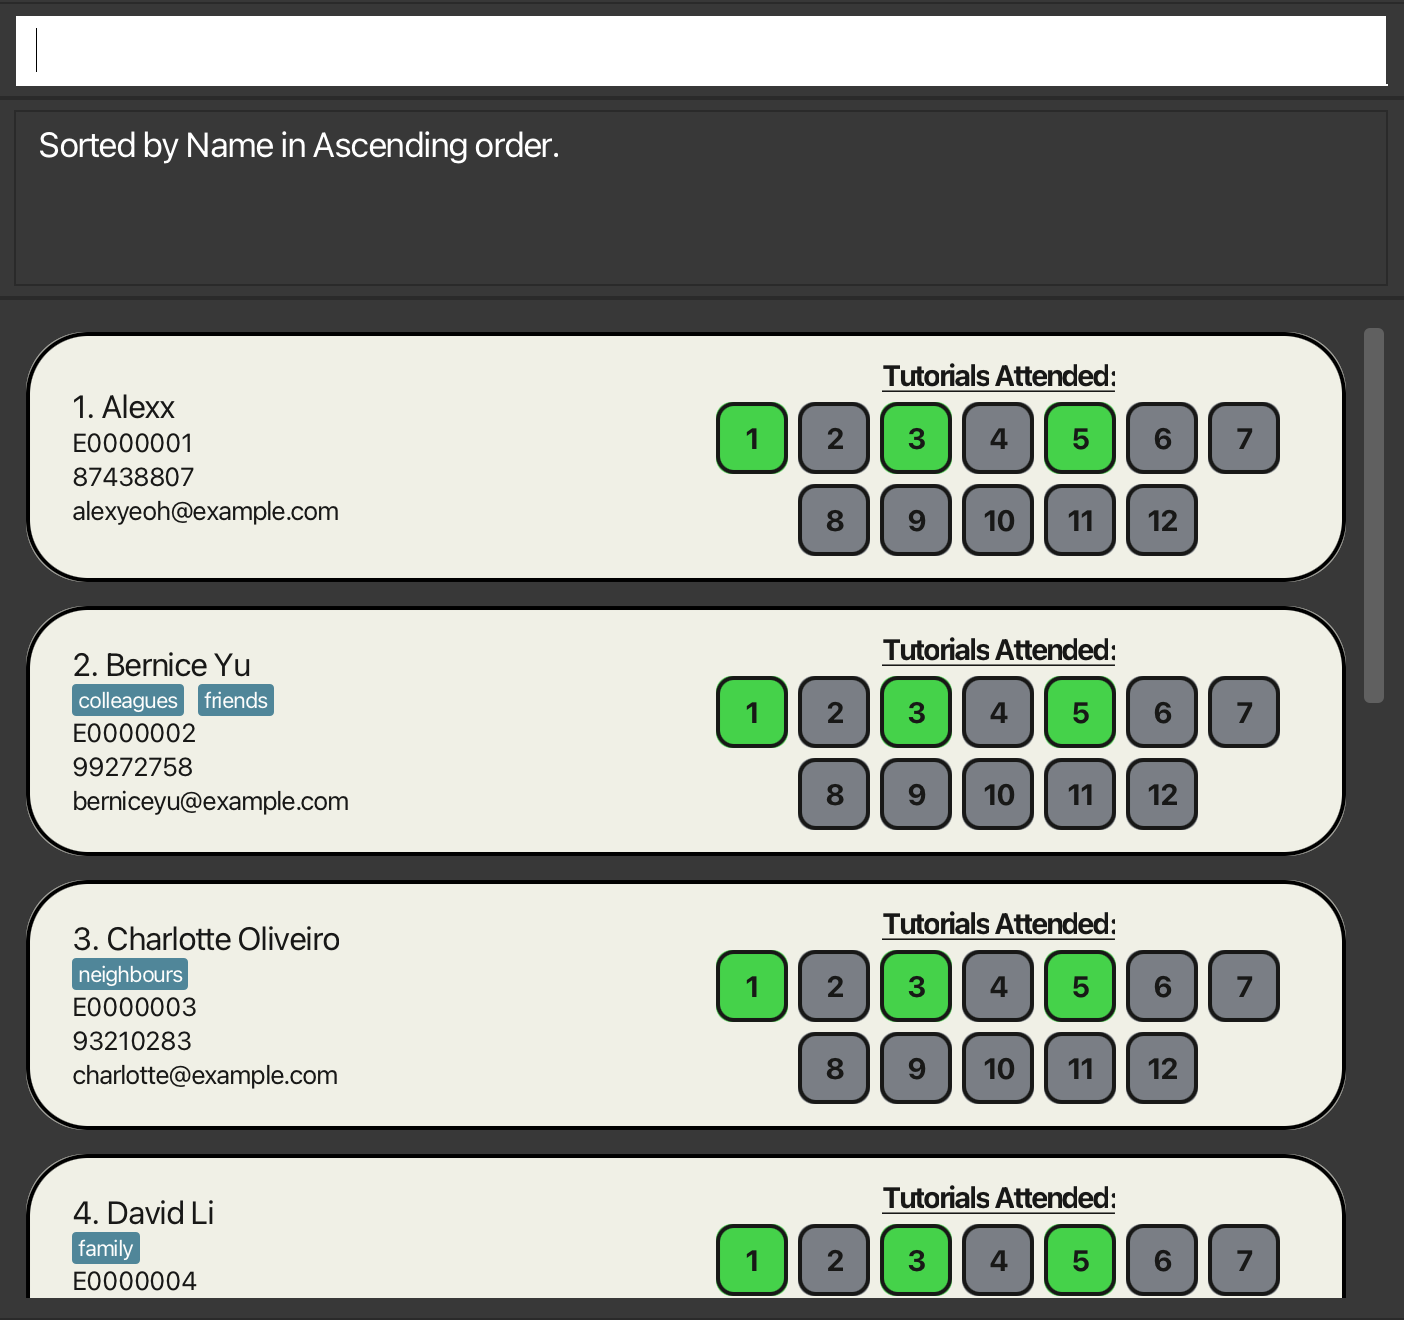 Sorted by Name in Ascending order.
1. Alexx
E0000001
87438807
alexyeoh@example.com
Tutorials Attended:
1 2 3 4 5 6 7
8 9 10 11 12
2. Bernice Yu
colleagues friends
E0000002
99272758
berniceyu@example.com
Tutorials Attended:
1 2 3 4 5 6 7
8 9 10 11 12
3. Charlotte Oliveiro
neighbours
E0000003
93210283
charlotte@example.com
Tutorials Attended:
1 2 3 4 5 6 7
8 9 10 11 12
4. David Li
family
E0000004
Tutorials Attended:
1 2 3 4 5 6 7